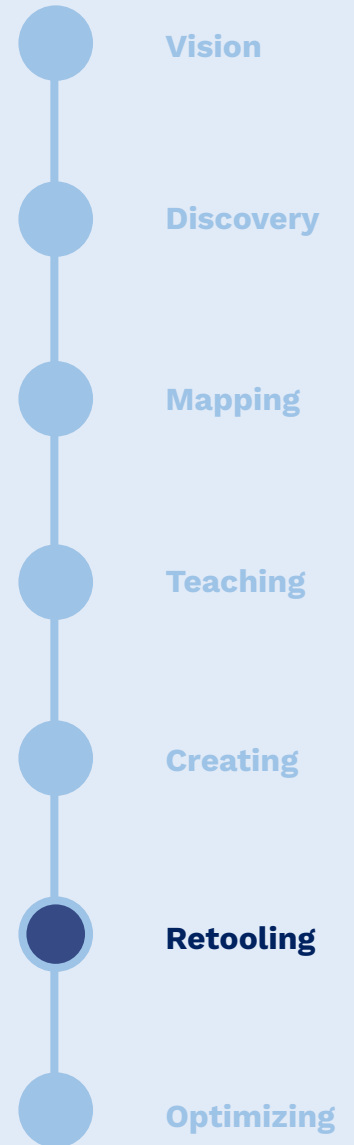 Vision
Discovery
Mapping
Teaching
Creating
Retooling
Optimizing